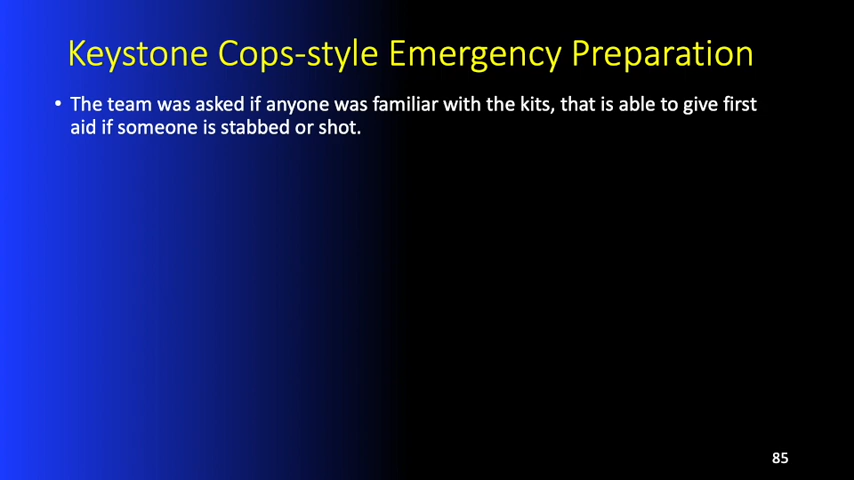 Keystone Cops-style Emergency Preparation
• The team was asked if anyone was familiar with the kits, that is able to give first
aid if someone is stabbed or shot.
85